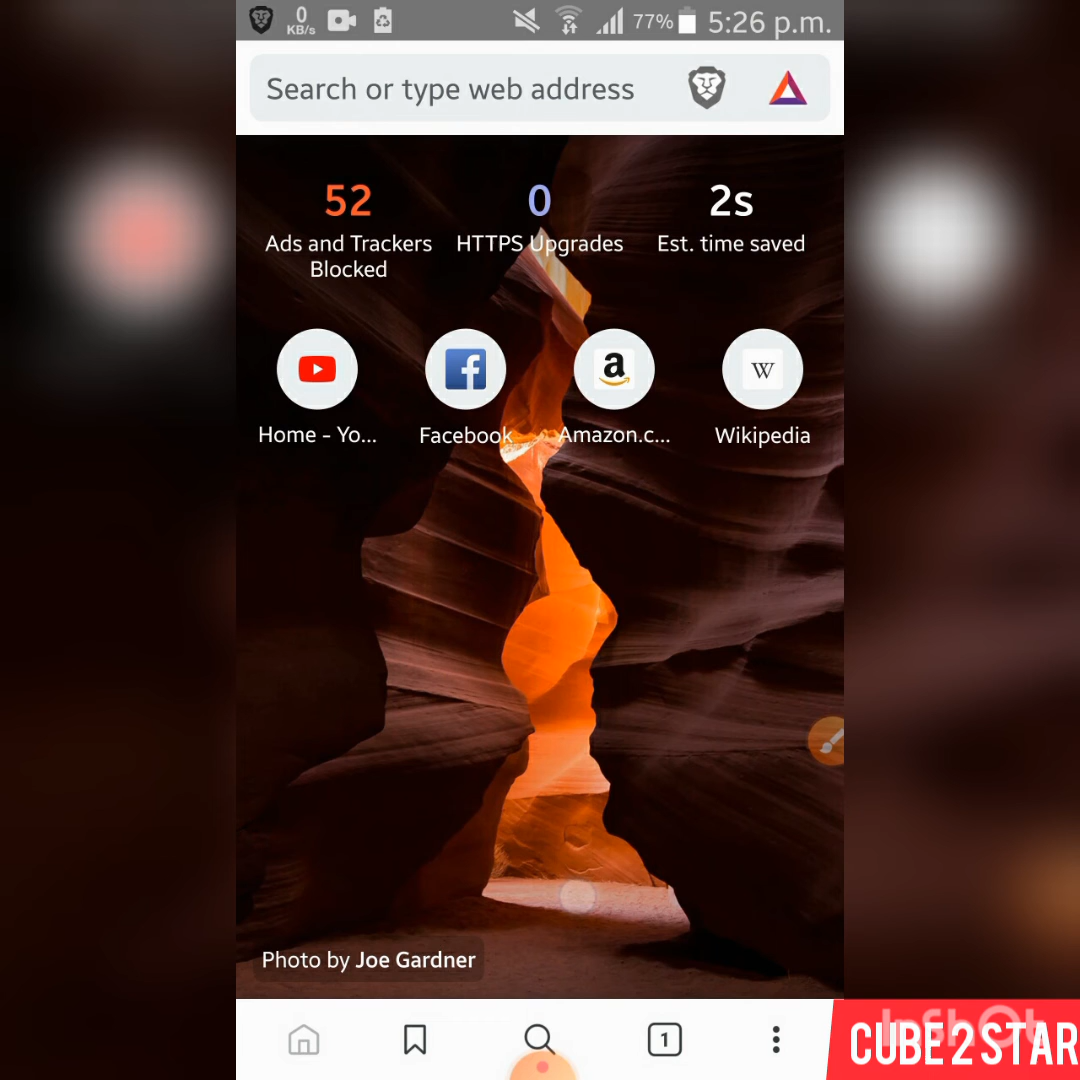 0
KB/s
77%
5:26 p.m.
Search or type web address
52
0
2s
Ads and Trackers
Blocked
HTTPS Upgrades
Est. time saved
a
W
Home - Yo...
Facebook
Amazon.c...
Wikipedia
Photo by Joe Gardner
1
InShOt
CUBE 2 STAR